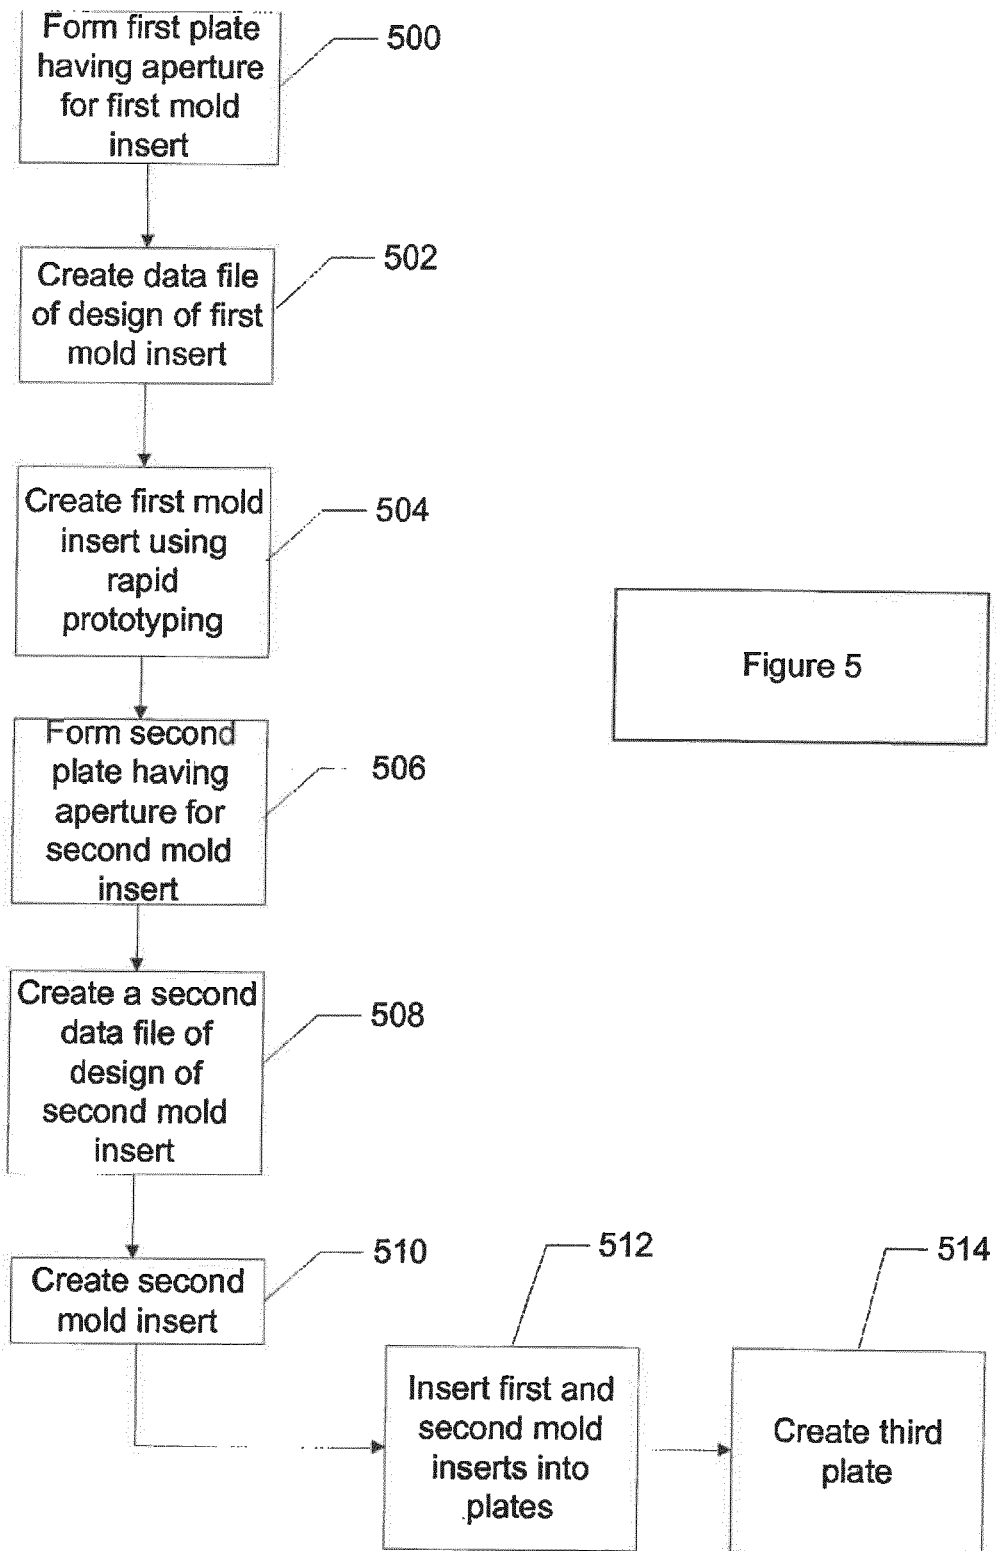 Form first plate
having aperture
for first mold
insert
500
Create data file
of design of first
mold insert
502
Create first mold
insert using
rapid
prototyping
504
Figure 5
Form second
plate having
aperture for
second mold
insert
506
Create a second
data file of
design of
second mold
insert
508
Create second
mold insert
510
Insert first and
second mold
inserts into
plates
512
Create third
plate
514